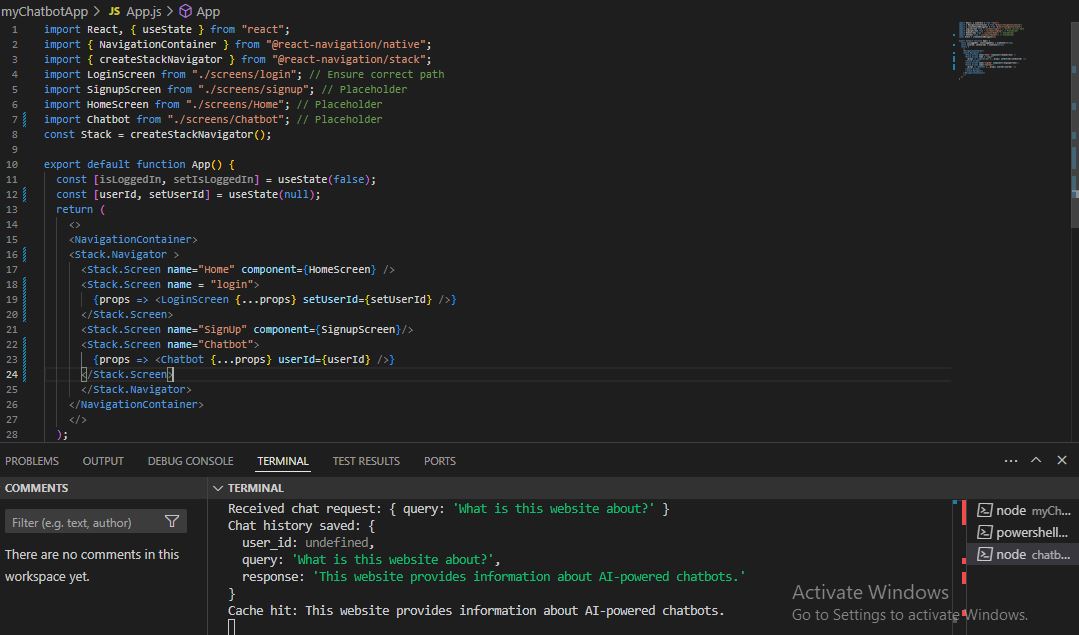 myChatbotApp > JS App.js > App
1 import React, { useState } from "react";
2 import { NavigationContainer } from "@react-navigation/native";
3 import { createStackNavigator } from "@react-navigation/stack";
4 import LoginScreen from "./screens/login"; // Ensure correct path
5 import SignupScreen from "./screens/signup"; // Placeholder
6 import HomeScreen from "./screens/Home"; // Placeholder
7 import Chatbot from "./screens/Chatbot"; // Placeholder
8 const Stack = createStackNavigator();
9
10 export default function App() {
11   const [isLoggedIn, setIsLoggedIn] = useState(false);
12   const [userId, setUserId] = useState(null);
13   return (
14     <>
15     <NavigationContainer>
16     <Stack.Navigator >
17       <Stack.Screen name="Home" component={HomeScreen} />
18       <Stack.Screen name = "login">
19         {props => <LoginScreen {...props} setUserId={setUserId} />}
20       </Stack.Screen>
21       <Stack.Screen name="SignUp" component={SignupScreen}/>
22       <Stack.Screen name="Chatbot">
23         {props => <Chatbot {...props} userId={userId} />}
24       </Stack.Screen>
25       </Stack.Navigator>
26     </NavigationContainer>
27     </>
28   );
PROBLEMS OUTPUT DEBUG CONSOLE TERMINAL TEST RESULTS PORTS
COMMENTS
Filter (e.g. text, author)
There are no comments in this
workspace yet.
TERMINAL
Received chat request: { query: 'What is this website about?' }
Chat history saved: {
  user_id: undefined,
  query: 'What is this website about?',
  response: 'This website provides information about AI-powered chatbots.'
}
Cache hit: This website provides information about AI-powered chatbots.
node myCh...
powershell...
node chatb...
Activate Windows
Go to Settings to activate Windows.